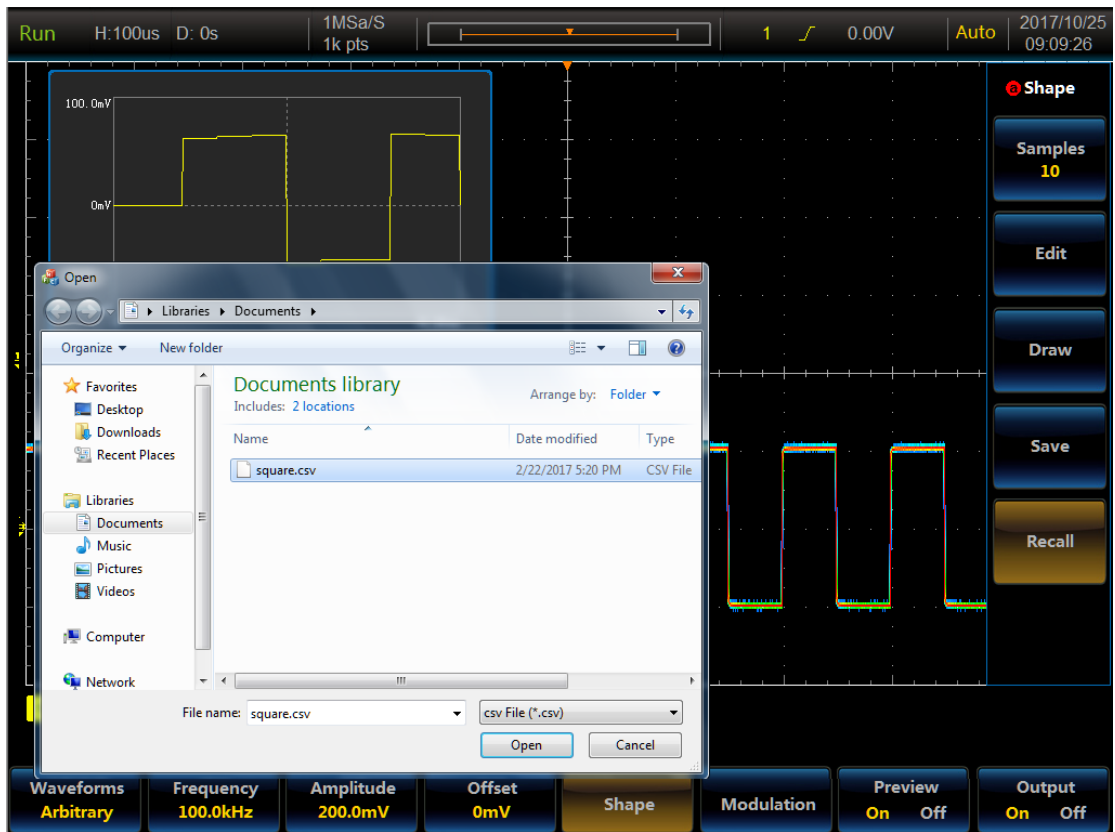 Run H:100us D: 0s 1MSa/S 1 0.00V Auto 2017/10/25
1k pts 09:09:26
100.0mV
0mV
a Shape
Samples
10
Edit
Draw
Save
Recall
Open
Libraries Documents
Organize New folder
Favorites
Desktop
Downloads
Recent Places
Libraries
Documents
Music
Pictures
Videos
Computer
Network
Documents library
Includes: 2 locations
Arrange by: Folder
Name Date modified Type
square.csv 2/22/2017 5:20 PM CSV File
File name: square.csv csv File (*.csv)
Open Cancel
Waveforms Frequency Amplitude Offset Shape Modulation Preview Output
Arbitrary 100.0kHz 200.0mV 0mV On Off On Off